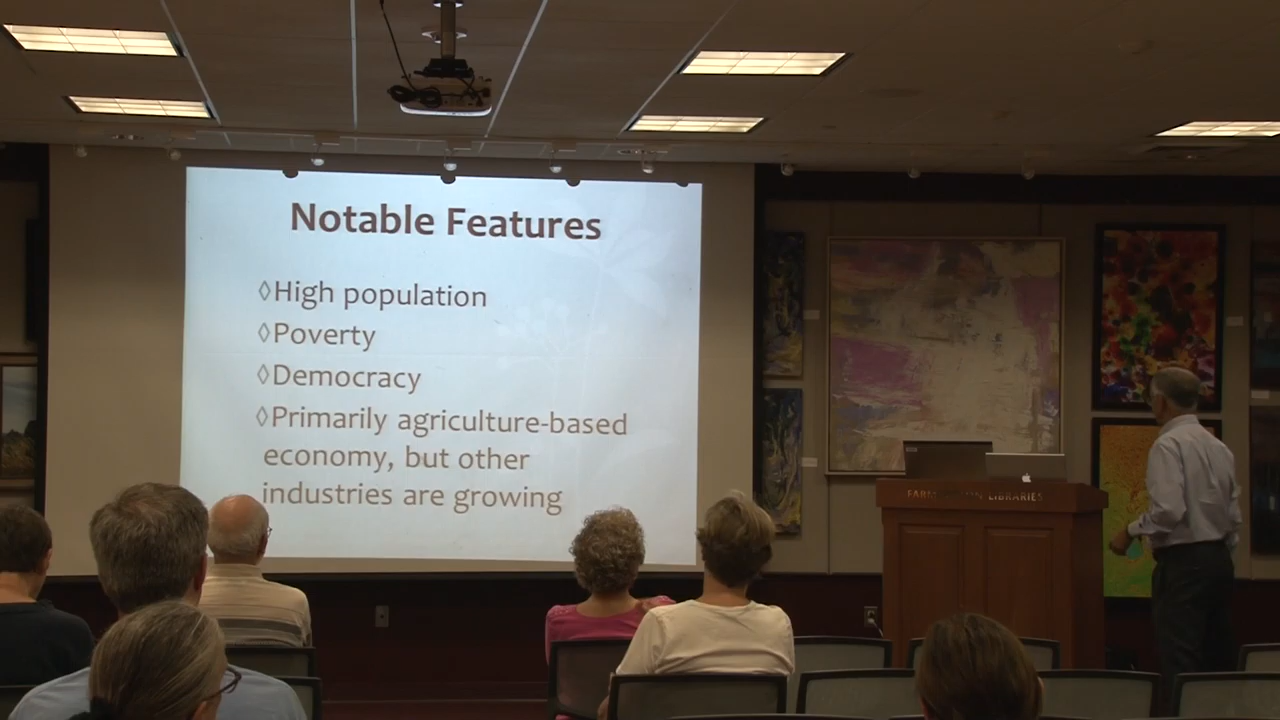 Notable Features
◊High population
◊Poverty
◊Democracy
◊Primarily agriculture-based
economy, but other
industries are growing
LIBRARIES